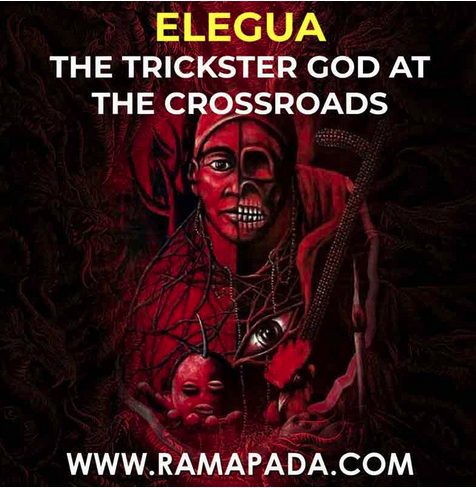 ELEGUA
THE TRICKSTER GOD AT
THE CROSSROADS
WWW.RAMAPADA.COM